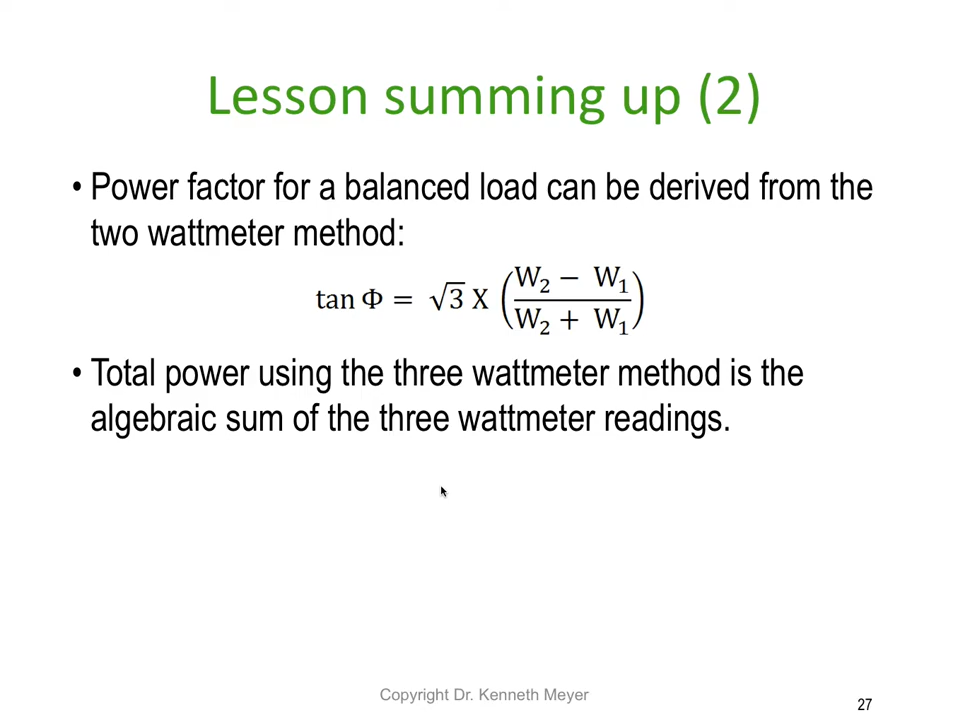 Lesson summing up (2)
• Power factor for a balanced load can be derived from the
two wattmeter method:
tan Φ = √3 X (W₂ − W₁ / W₂ + W₁)
• Total power using the three wattmeter method is the
algebraic sum of the three wattmeter readings.
Copyright Dr. Kenneth Meyer
27